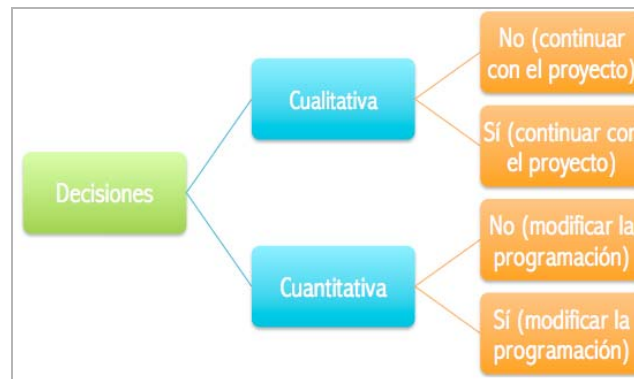 Decisiones
Cualitativa
No (continuar
con el proyecto)
Sí (continuar con
el proyecto)
Cuantitativa
No (modificar la
programación)
Sí (modificar la
programación)